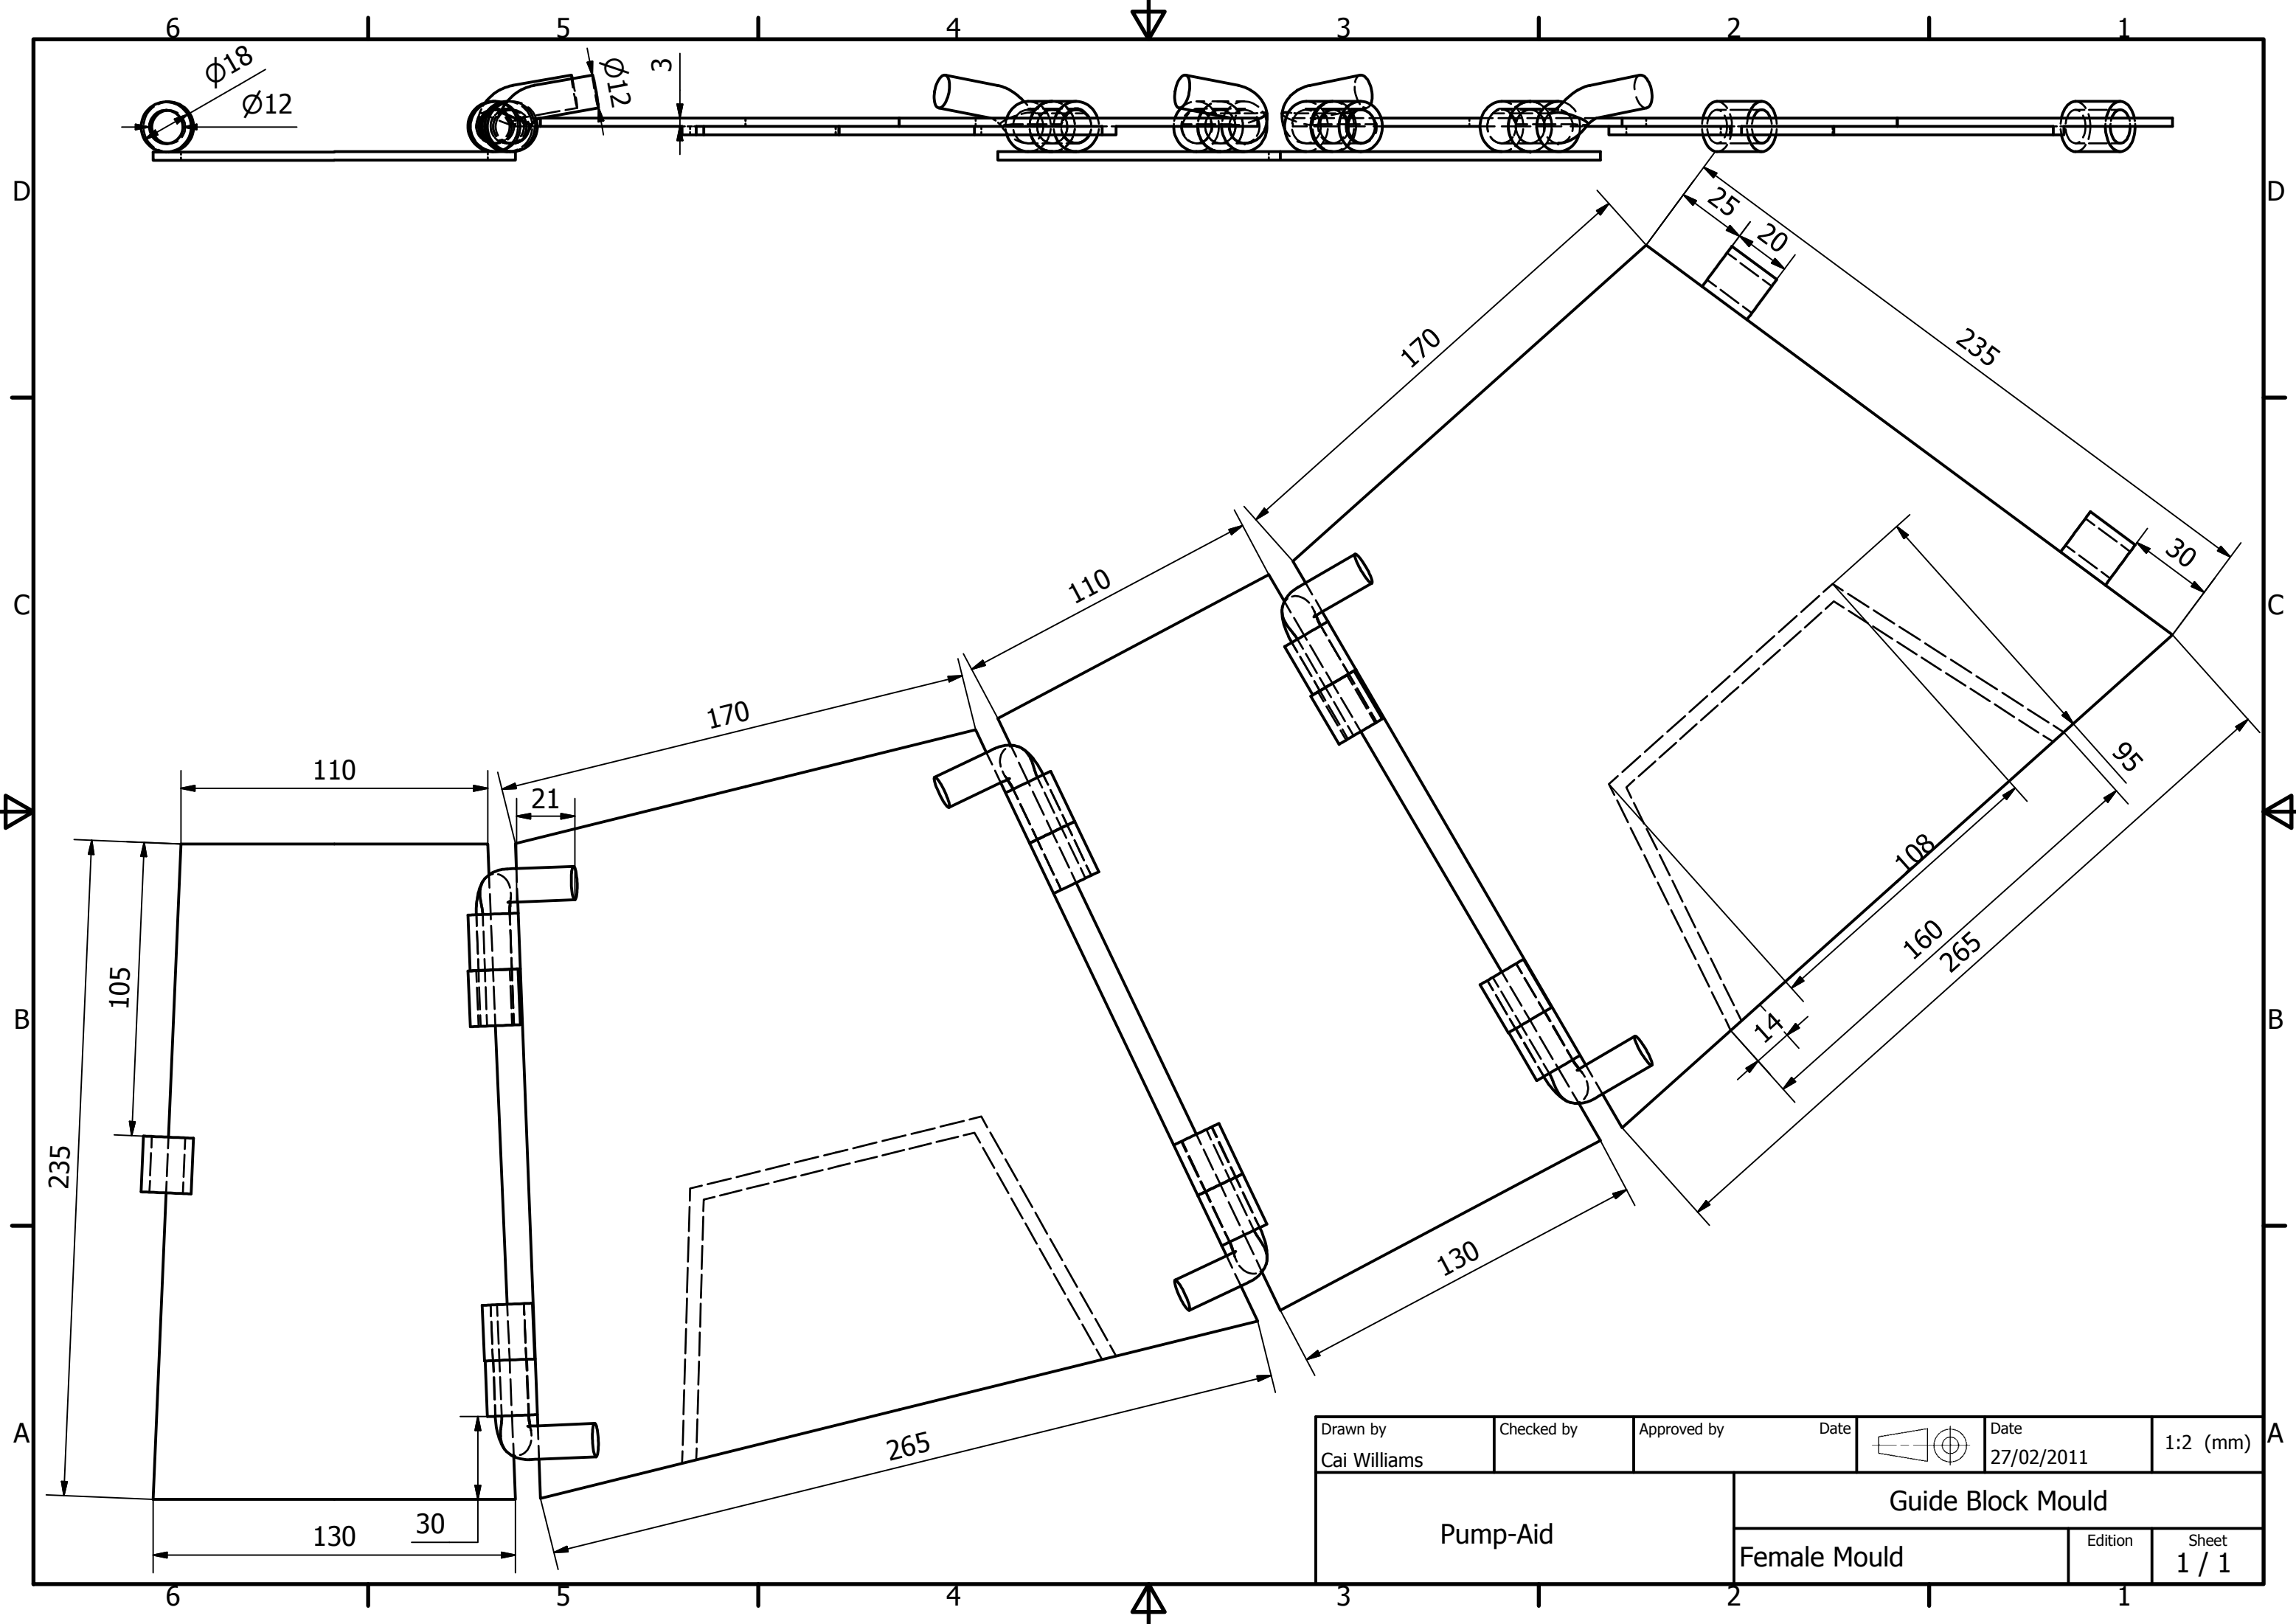 6 5 4 3 2 1
Ø18
Ø12
Ø12
3
D D
25
20
235
170
30
110
C C
170
95
110
21
108
160
265
105
14
B B
235
130
265
30
130
A A
Drawn by
Cai Williams
Checked by
Approved by Date
Date
27/02/2011
1:2 (mm)
Pump-Aid
Guide Block Mould
Female Mould
Edition
Sheet
1 / 1
6 5 4 3 2 1